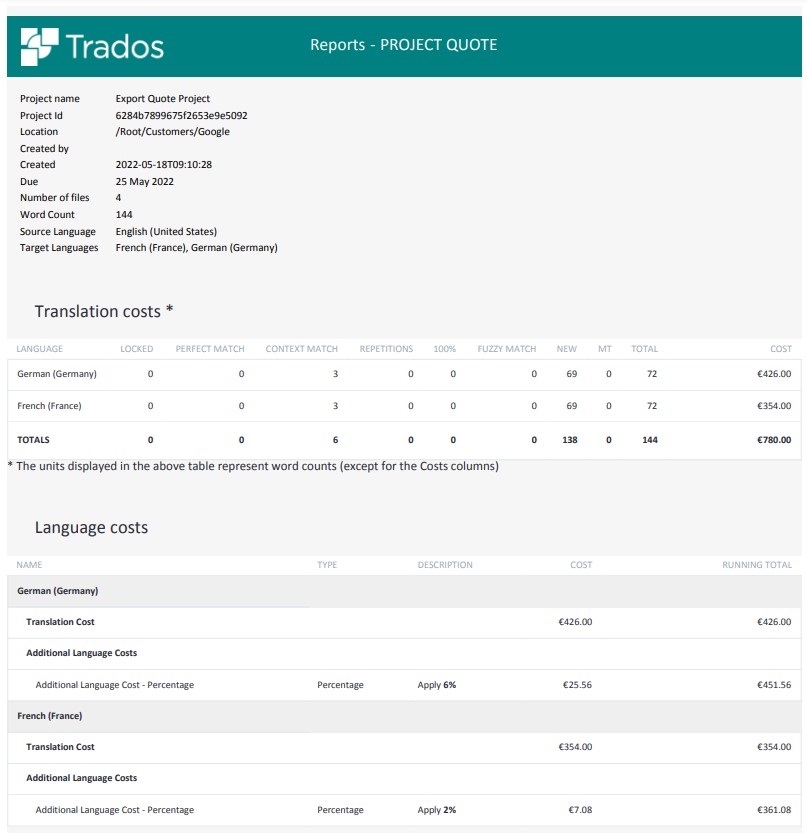 Trados
Reports - PROJECT QUOTE
Project name Export Quote Project
Project Id 6284b7899675f2653e9e5092
Location /Root/Customers/Google
Created by
Created 2022-05-18T09:10:28
Due 25 May 2022
Number of files 4
Word Count 144
Source Language English (United States)
Target Languages French (France), German (Germany)
Translation costs *
LANGUAGE LOCKED PERFECT MATCH CONTEXT MATCH REPETITIONS 100% FUZZY MATCH NEW MT TOTAL COST
German (Germany) 0 0 3 0 0 0 69 0 72 €426.00
French (France) 0 0 3 0 0 0 69 0 72 €354.00
TOTALS 0 0 6 0 0 0 138 0 144 €780.00
* The units displayed in the above table represent word counts (except for the Costs columns)
Language costs
NAME TYPE DESCRIPTION COST RUNNING TOTAL
German (Germany)
Translation Cost €426.00 €426.00
Additional Language Costs
Additional Language Cost - Percentage Percentage Apply 6% €25.56 €451.56
French (France)
Translation Cost €354.00 €354.00
Additional Language Costs
Additional Language Cost - Percentage Percentage Apply 2% €7.08 €361.08